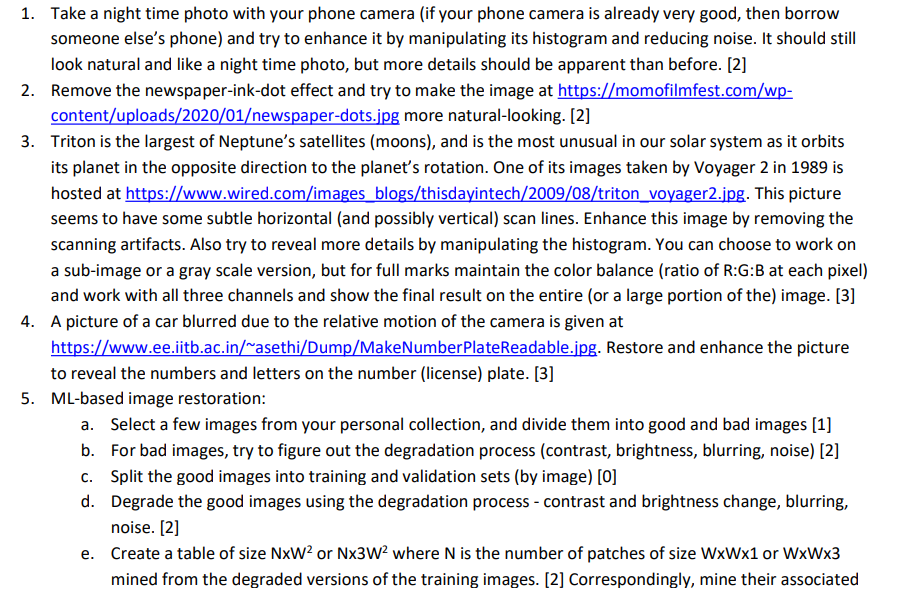 1. Take a night time photo with your phone camera (if your phone camera is already very good, then borrow
someone else's phone) and try to enhance it by manipulating its histogram and reducing noise. It should still
look natural and like a night time photo, but more details should be apparent than before. [2]
2. Remove the newspaper-ink-dot effect and try to make the image at https://momofilmfest.com/wp-
content/uploads/2020/01/newspaper-dots.jpg more natural-looking. [2]
3. Triton is the largest of Neptune's satellites (moons), and is the most unusual in our solar system as it orbits
its planet in the opposite direction to the planet's rotation. One of its images taken by Voyager 2 in 1989 is
hosted at https://www.wired.com/images_blogs/thisdayintech/2009/08/triton_voyager2.jpg. This picture
seems to have some subtle horizontal (and possibly vertical) scan lines. Enhance this image by removing the
scanning artifacts. Also try to reveal more details by manipulating the histogram. You can choose to work on
a sub-image or a gray scale version, but for full marks maintain the color balance (ratio of R:G:B at each pixel)
and work with all three channels and show the final result on the entire (or a large portion of the) image. [3]
4. A picture of a car blurred due to the relative motion of the camera is given at
https://www.ee.iitb.ac.in/~asethi/Dump/MakeNumberPlateReadable.jpg. Restore and enhance the picture
to reveal the numbers and letters on the number (license) plate. [3]
5. ML-based image restoration:
a. Select a few images from your personal collection, and divide them into good and bad images [1]
b. For bad images, try to figure out the degradation process (contrast, brightness, blurring, noise) [2]
c. Split the good images into training and validation sets (by image) [0]
d. Degrade the good images using the degradation process - contrast and brightness change, blurring,
noise. [2]
e. Create a table of size NxW² or Nx3W² where N is the number of patches of size WxWx1 or WxWx3
mined from the degraded versions of the training images. [2] Correspondingly, mine their associated